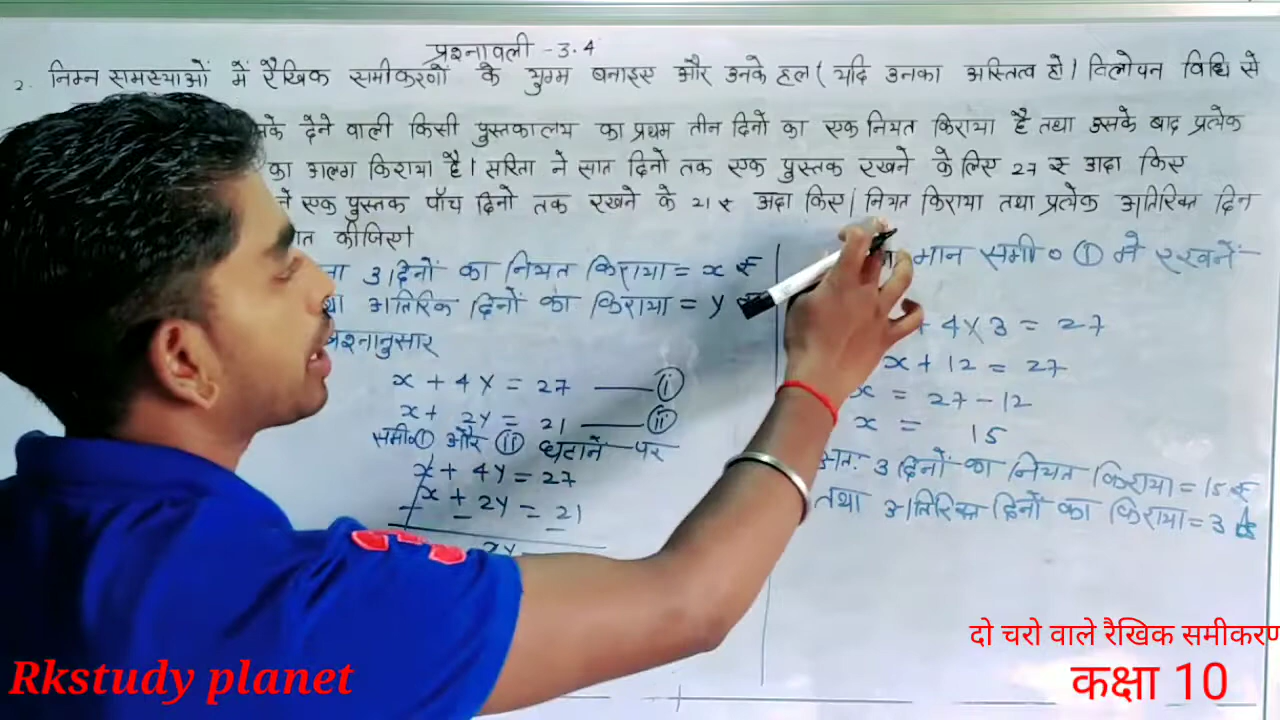 प्रश्नावली - 3.4
2. निम्न समस्याओं में रैखिक समीकरणों के युग्म बनाइए और उनके हल ( यदि उनका अस्तित्व हो । विलोपन विधि से
के देने वाली किसी पुस्तकालय का प्रथम तीन दिनों का एक नियत किराया है तथा उसके बाद प्रत्येक
का अलग किराया है। सरिता ने सात दिनो तक एक पुस्तक रखने के लिए 27 ₹ अदा किए
ने एक पुस्तक पाँच दिनो तक रखने के 21 ₹ अदा किए। नियत किराया तथा प्रत्येक अतिरिक्त दिन
कीजिए।
3 दिनों का नियत किराया = x ₹
अतिरिक दिनों का किराया = y
प्रश्नानुसार
x + 4y = 27 —— (i)
x + 2y = 21 —— (ii)
समी० (i) और (ii) घटाने पर
x + 4y = 27
x + 2y = 21
- - -
2y
मान समी० (i) मे रखनें
+ 4x3 = 27
x + 12 = 27
x = 27 - 12
x = 15
अतः 3 दिनों का नियत किराया = 15 ₹
तथा अतिरिक्त दिनों का किराया = 3
दो चरो वाले रैखिक समीकरण
कक्षा 10
Rkstudy planet